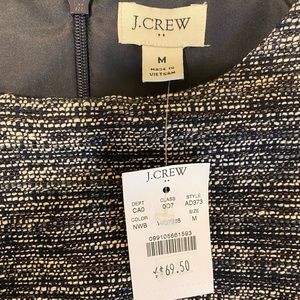 J.CREW
M
MADE IN
VIETNAM
J.CREW
DEPT CLASS STYLE
CA0 007 AD373
COLOR SIZE
NWB M
099105661593
$69.50